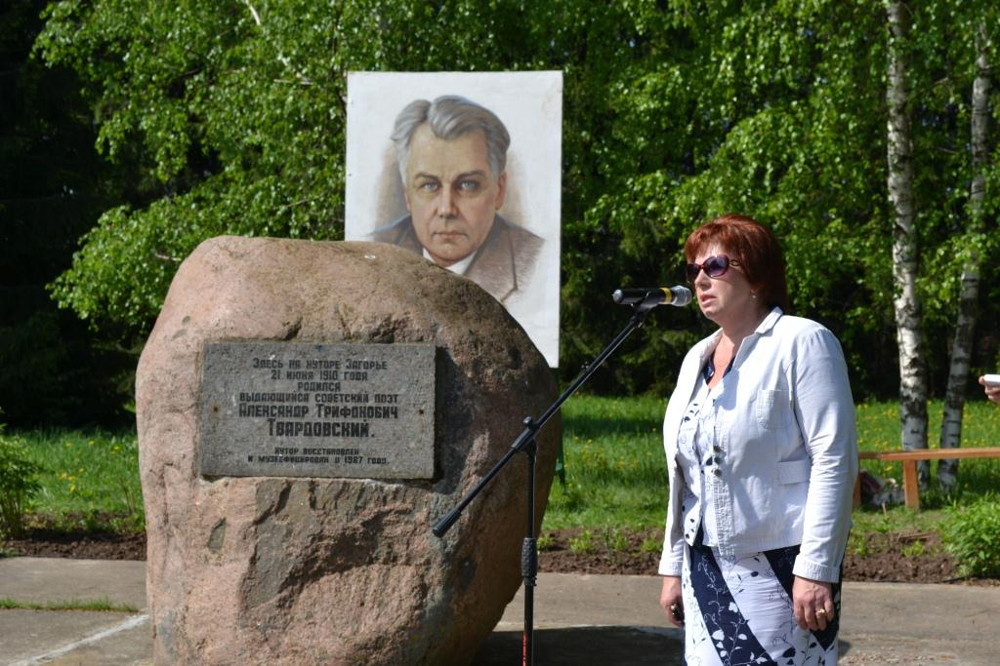 Здесь на хуторе Загорье
21 июня 1910 года
родился
выдающийся советский поэт
Александр Трифонович
Твардовский.
Хутор восстановлен
и музеефицирован в 1987 году.